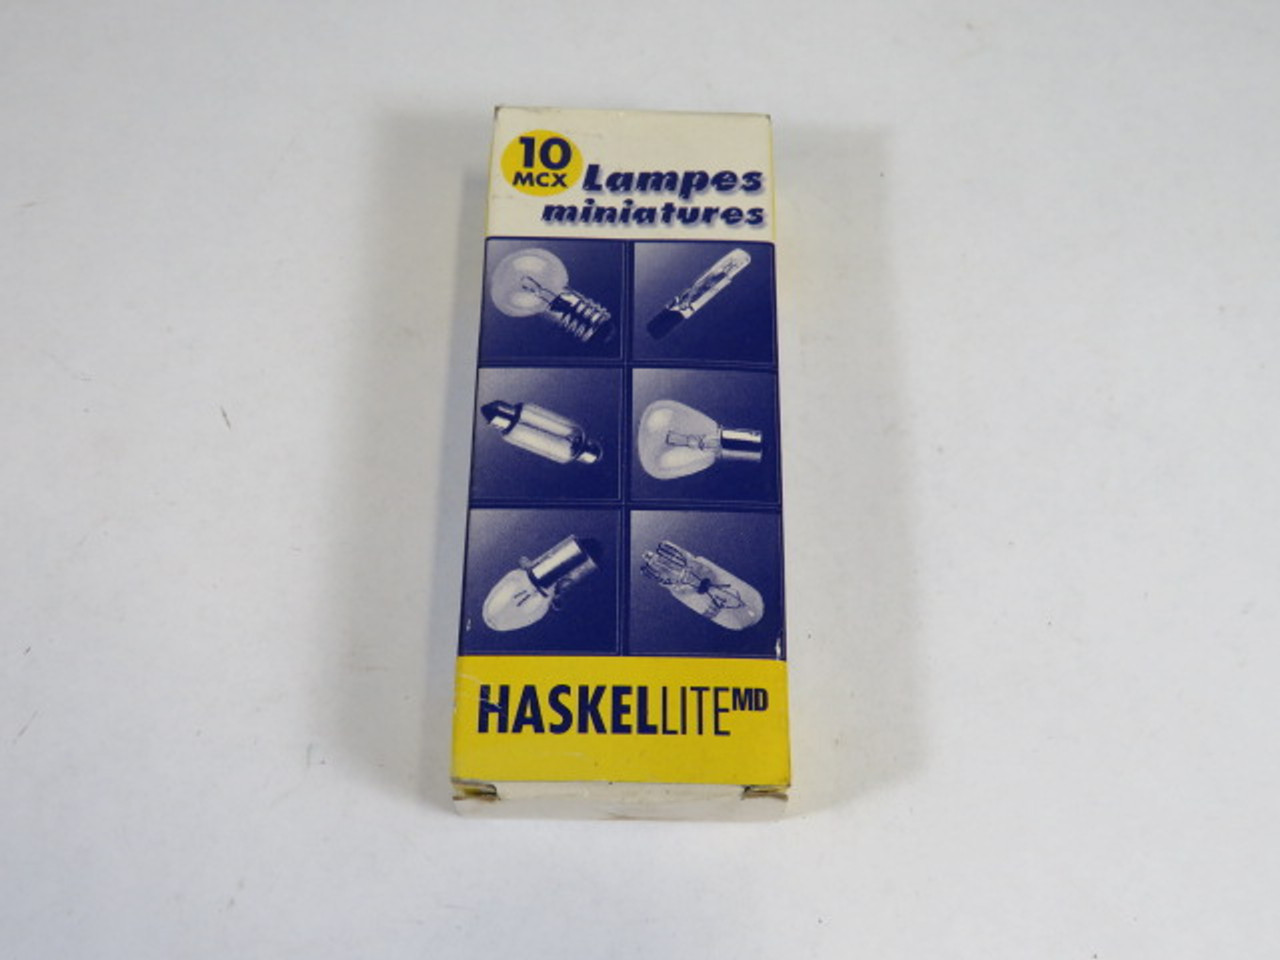 10
MCX
Lampes
miniatures
HASKELLITEMD